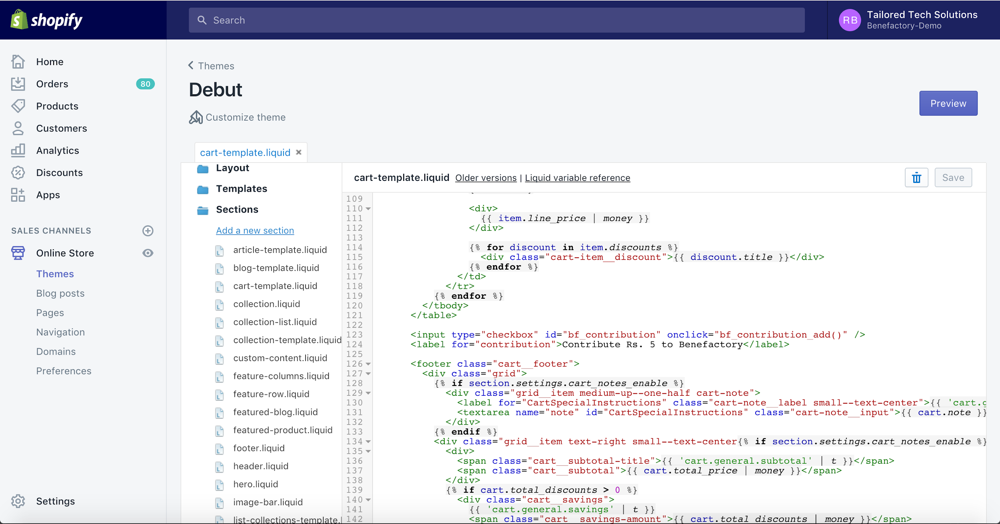 shopify
Search
RB
Tailored Tech Solutions
Benefactory-Demo
Home
Orders
80
Products
Customers
Analytics
Discounts
Apps
SALES CHANNELS
Online Store
Themes
Blog posts
Pages
Navigation
Domains
Preferences
Settings
Themes
Debut
Customize theme
Preview
cart-template.liquid ×
Layout
Templates
Sections
Add a new section
article-template.liquid
blog-template.liquid
cart-template.liquid
collection.liquid
collection-list.liquid
collection-template.liquid
custom-content.liquid
feature-columns.liquid
feature-row.liquid
featured-blog.liquid
featured-product.liquid
footer.liquid
header.liquid
hero.liquid
image-bar.liquid
list-collections-template.
cart-template.liquid Older versions | Liquid variable reference
Save
109
110 <div>
111 {{ item.line_price | money }}
112 </div>
113
114 {% for discount in item.discounts %}
115 <div class="cart-item__discount">{{ discount.title }}</div>
116 {% endfor %}
117 </td>
118 </tr>
119 {% endfor %}
120 </tbody>
121 </table>
122
123 <input type="checkbox" id="bf_contribution" onclick="bf_contribution_add()" />
124 <label for="contribution">Contribute Rs. 5 to Benefactory</label>
125
126 <footer class="cart__footer">
127 <div class="grid">
128 {% if section.settings.cart_notes_enable %}
129 <div class="grid__item medium-up--one-half cart-note">
130 <label for="CartSpecialInstructions" class="cart-note__label small--text-center">{{ 'cart.g
131 <textarea name="note" id="CartSpecialInstructions" class="cart-note__input">{{ cart.note }}
132 </div>
133 {% endif %}
134 <div class="grid__item text-right small--text-center{% if section.settings.cart_notes_enable %}
135 <div>
136 <span class="cart__subtotal-title">{{ 'cart.general.subtotal' | t }}</span>
137 <span class="cart__subtotal">{{ cart.total_price | money }}</span>
138 </div>
139 {% if cart.total_discounts > 0 %}
140 <div class="cart__savings">
141 {{ 'cart.general.savings' | t }}
142 <span class="cart__savings-amount">{{ cart.total_discounts | money }}</span>